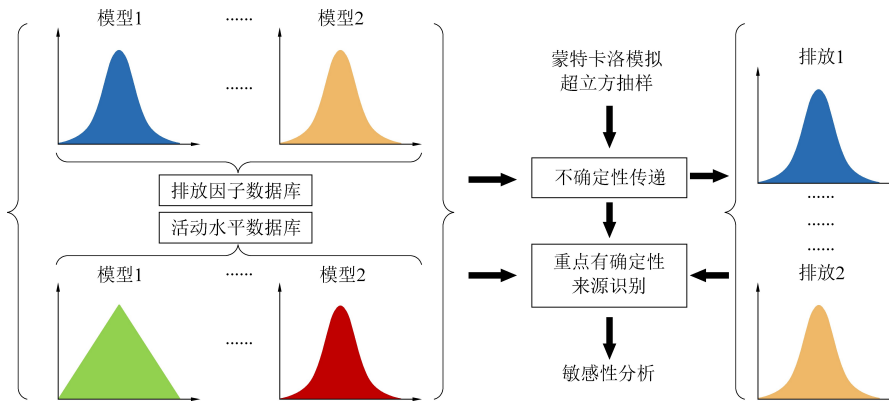 模型1
......
模型2
......
排放因子数据库
活动水平数据库
模型1
......
模型2
......
蒙特卡洛模拟
超立方抽样
不确定性传递
重点有确定性
来源识别
敏感性分析
排放1
......
......
......
排放2